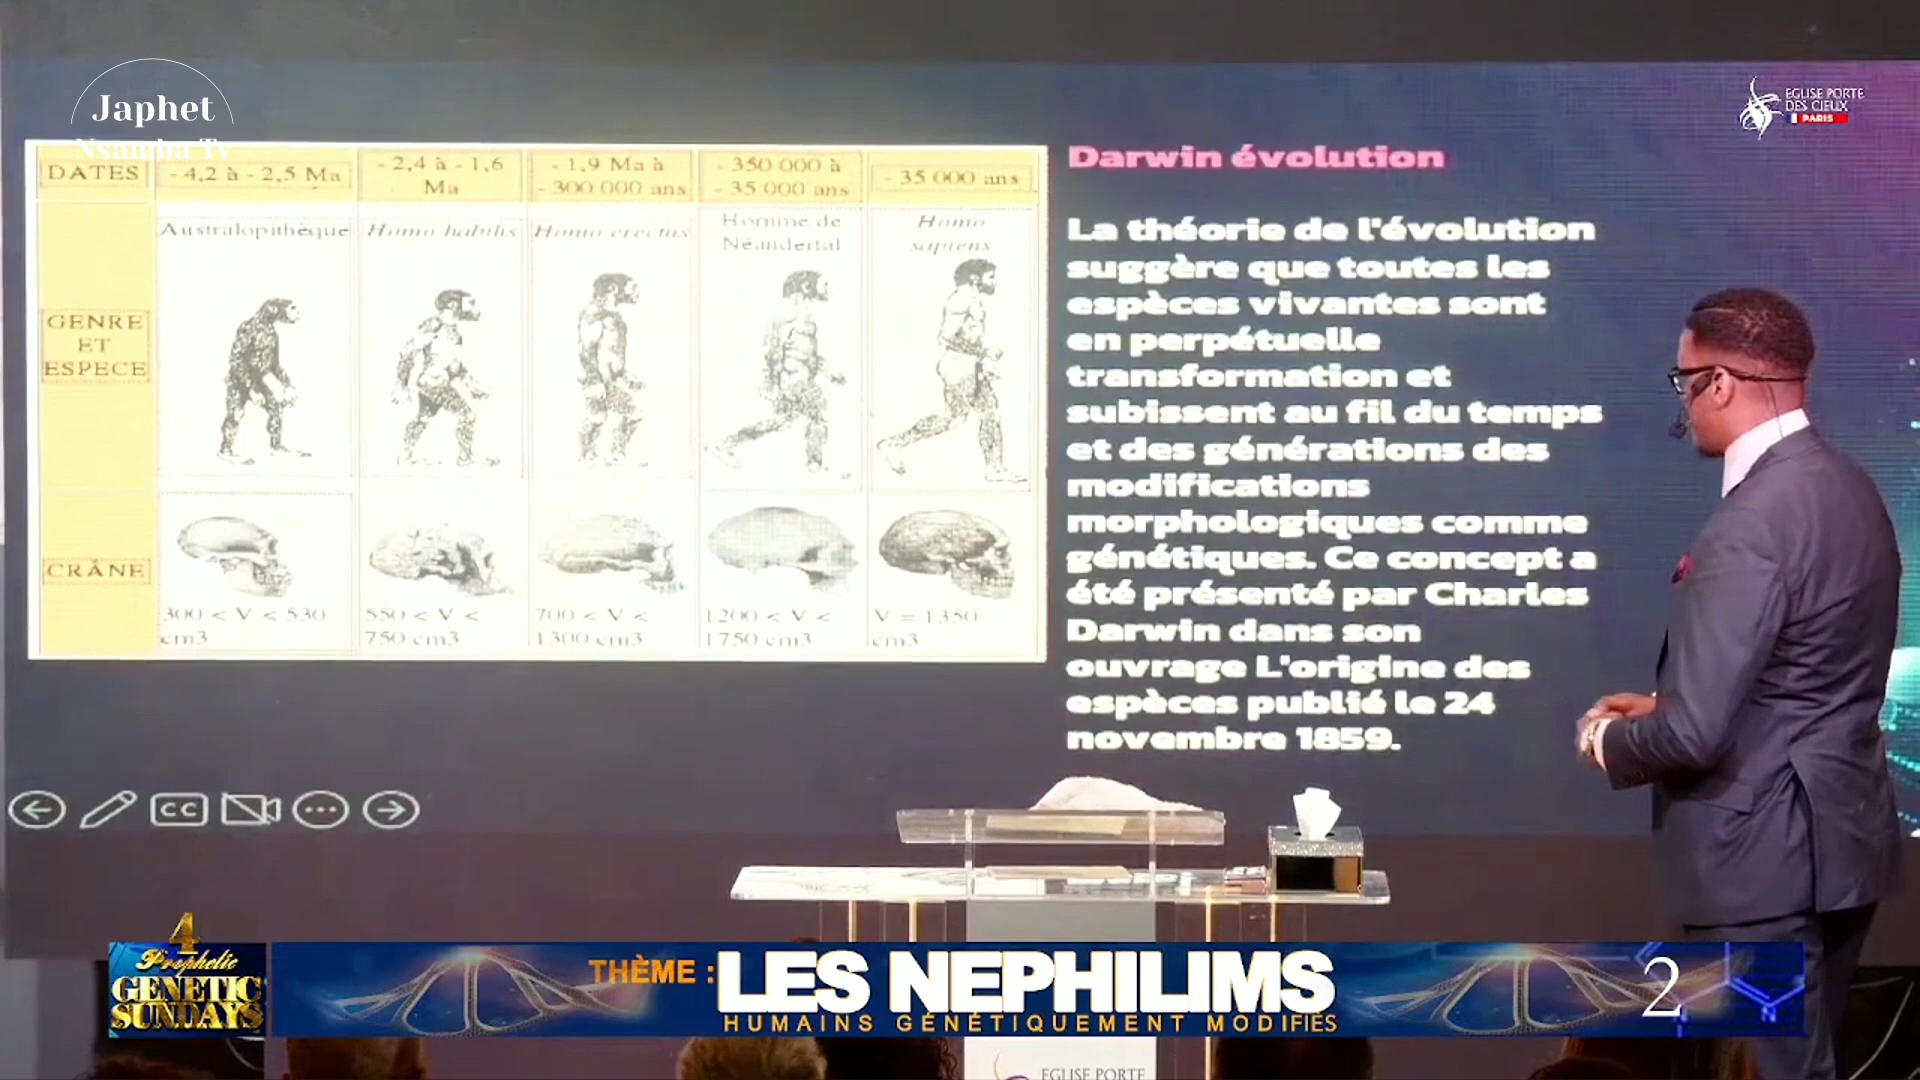 Japhet
Nsamba Tv
EGLISE PORTE
DES CIEUX
PARIS
DATES
- 4,2 à - 2,5 Ma
- 2,4 à - 1,6
Ma
- 1,9 Ma à
- 300 000 ans
- 350 000 à
- 35 000 ans
- 35 000 ans
GENRE
ET
ESPECE
Australopithèque
Homo habilis
Homo erectus
Homme de
Néandertal
Homo
sapiens
CRÂNE
300 < V < 530
cm3
550 < V <
750 cm3
700 < V <
1300 cm3
1200 < V <
1750 cm3
V = 1350
cm3
Darwin évolution
La théorie de l'évolution
suggère que toutes les
espèces vivantes sont
en perpétuelle
transformation et
subissent au fil du temps
et des générations des
modifications
morphologiques comme
génétiques. Ce concept a
été présenté par Charles
Darwin dans son
ouvrage L'origine des
espèces publié le 24
novembre 1859.
CC
4
Prophetic
GENETIC
SUNDAYS
THÈME :
LES NEPHILIMS
HUMAINS GÉNÉTIQUEMENT MODIFIÉS
2
EGLISE PORTE